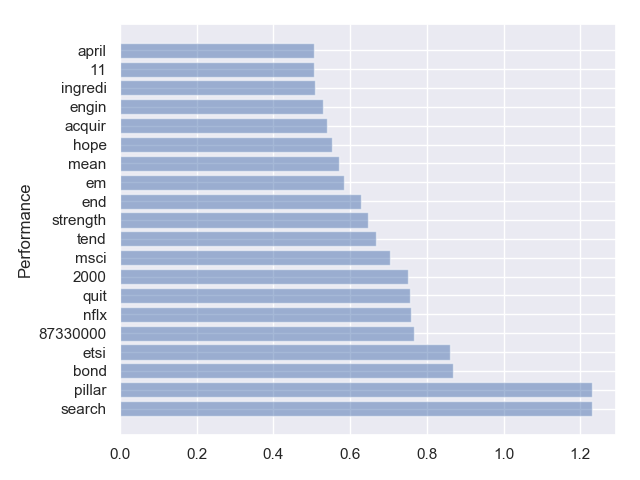 april
11
ingredi
engin
acquir
hope
mean
em
end
strength
tend
msci
2000
quit
nflx
87330000
etsi
bond
pillar
search
Performance
0.0 0.2 0.4 0.6 0.8 1.0 1.2